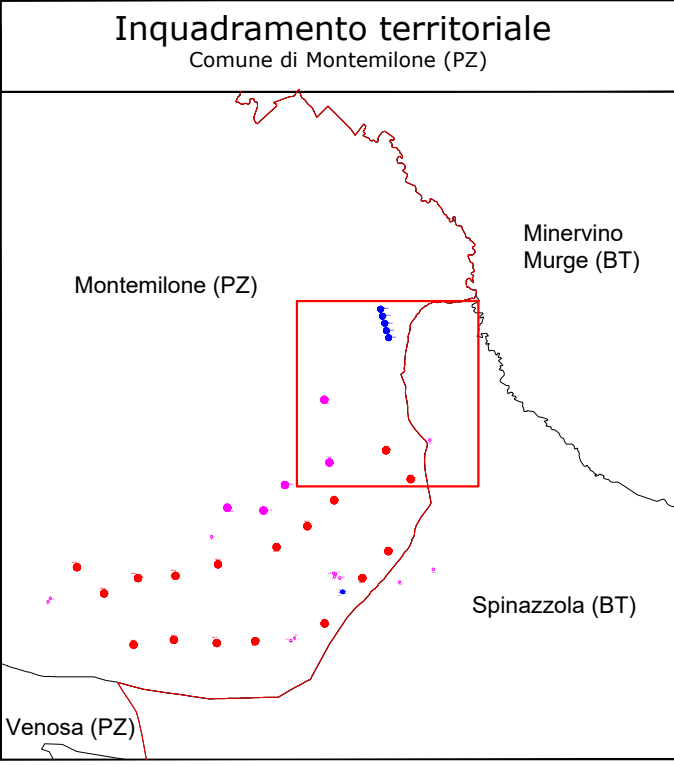 Inquadramento territoriale
Comune di Montemilone (PZ)
Minervino
Murge (BT)
Montemilone (PZ)
Spinazzola (BT)
Venosa (PZ)